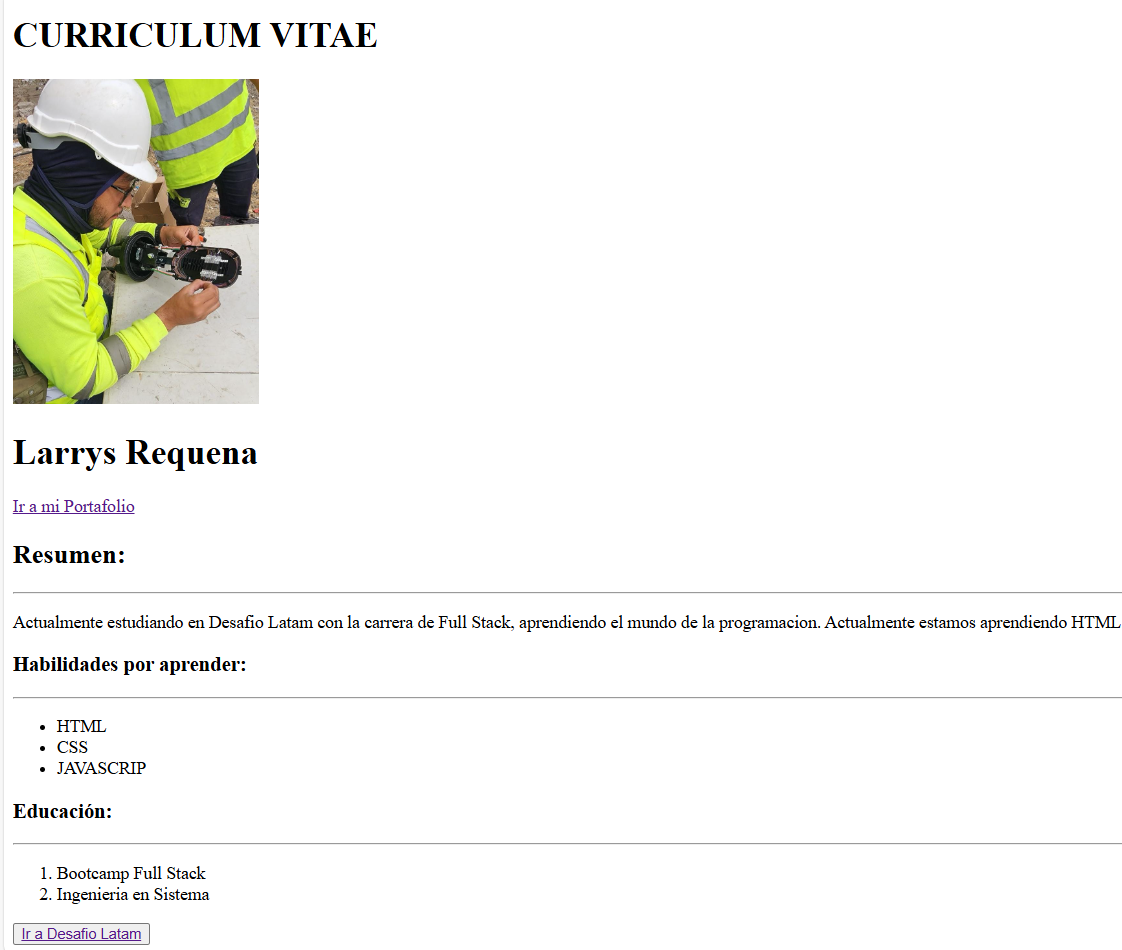 CURRICULUM VITAE
Larrys Requena
Ir a mi Portafolio
Resumen:
Actualmente estudiando en Desafio Latam con la carrera de Full Stack, aprendiendo el mundo de la programacion. Actualmente estamos aprendiendo HTML
Habilidades por aprender:
• HTML
• CSS
• JAVASCRIP
Educación:
1. Bootcamp Full Stack
2. Ingenieria en Sistema
Ir a Desafio Latam